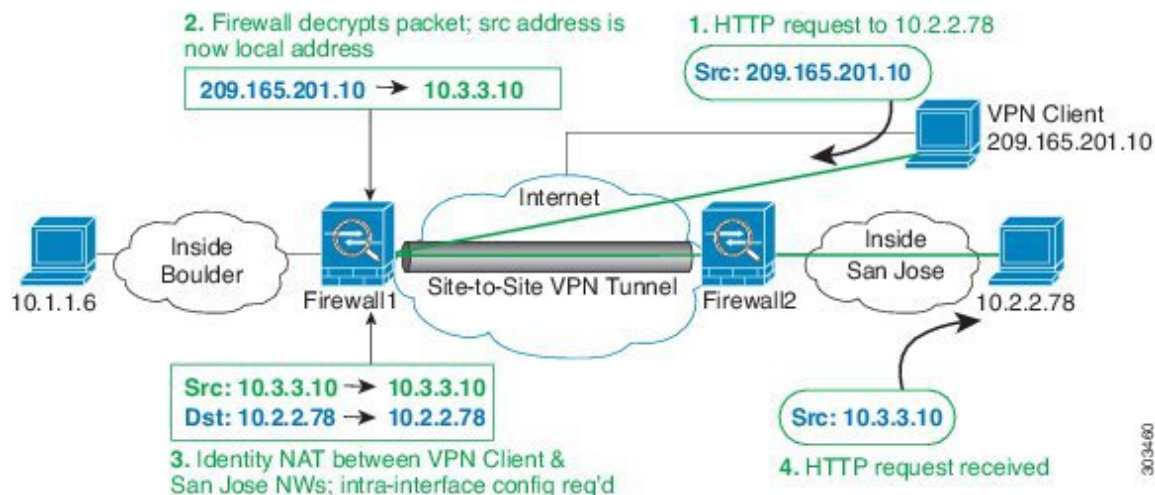 2. Firewall decrypts packet; src address is
now local address
209.165.201.10 → 10.3.3.10
1. HTTP request to 10.2.2.78
Src: 209.165.201.10
VPN Client
209.165.201.10
Internet
Inside
Boulder
10.1.1.6
Firewall1
Site-to-Site VPN Tunnel
Firewall2
Inside
San Jose
10.2.2.78
Src: 10.3.3.10 → 10.3.3.10
Dst: 10.2.2.78 → 10.2.2.78
3. Identity NAT between VPN Client &
San Jose NWs; intra-interface config req'd
Src: 10.3.3.10
4. HTTP request received
303460